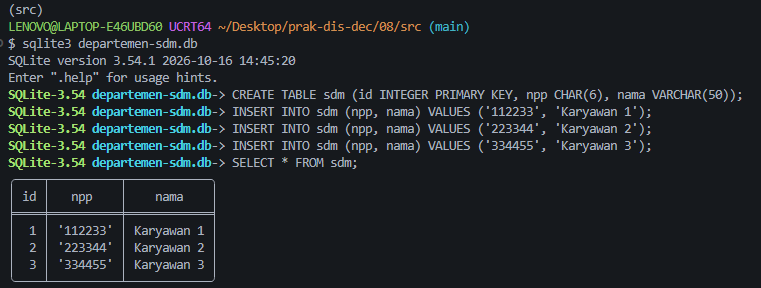 (src)
LENOVO@LAPTOP-E46UBD60 UCRT64 ~/Desktop/prak-dis-dec/08/src (main)
$ sqlite3 departemen-sdm.db
SQLite version 3.54.1 2026-10-16 14:45:20
Enter ".help" for usage hints.
SQLite-3.54 departemen-sdm.db-> CREATE TABLE sdm (id INTEGER PRIMARY KEY, npp CHAR(6), nama VARCHAR(50));
SQLite-3.54 departemen-sdm.db-> INSERT INTO sdm (npp, nama) VALUES ('112233', 'Karyawan 1');
SQLite-3.54 departemen-sdm.db-> INSERT INTO sdm (npp, nama) VALUES ('223344', 'Karyawan 2');
SQLite-3.54 departemen-sdm.db-> INSERT INTO sdm (npp, nama) VALUES ('334455', 'Karyawan 3');
SQLite-3.54 departemen-sdm.db-> SELECT * FROM sdm;
id npp nama
1 '112233' Karyawan 1
2 '223344' Karyawan 2
3 '334455' Karyawan 3